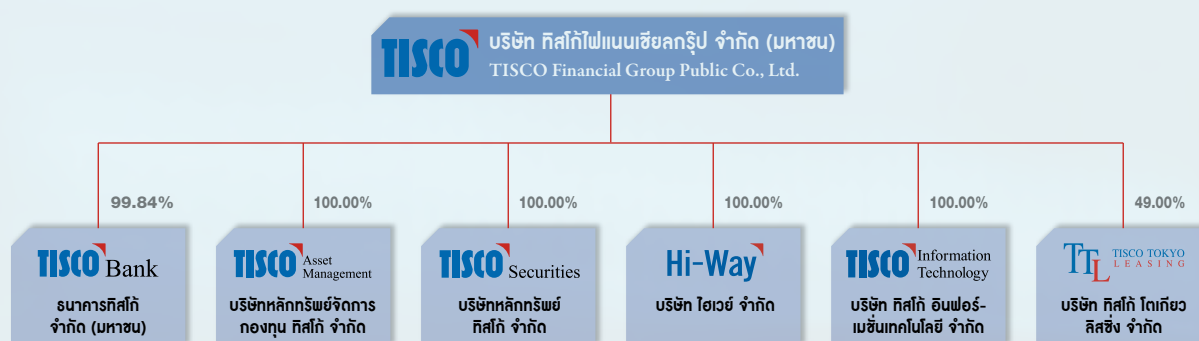 TISCO บริษัท ทิสโก้ไฟแนนเชียลกรุ๊ป จำกัด (มหาชน)
TISCO Financial Group Public Co., Ltd.
99.84%
100.00%
100.00%
100.00%
100.00%
49.00%
TISCO Bank
ธนาคารทิสโก้
จำกัด (มหาชน)
TISCO Asset
Management
บริษัทหลักทรัพย์จัดการ
กองทุน ทิสโก้ จำกัด
TISCO Securities
บริษัทหลักทรัพย์
ทิสโก้ จำกัด
Hi-Way
บริษัท ไฮเวย์ จำกัด
TISCO Information
Technology
บริษัท ทิสโก้ อินฟอร์-
เมชั่นเทคโนโลยี จำกัด
TTL TISCO TOKYO
LEASING
บริษัท ทิสโก้ โตเกียว
ลีสซิ่ง จำกัด